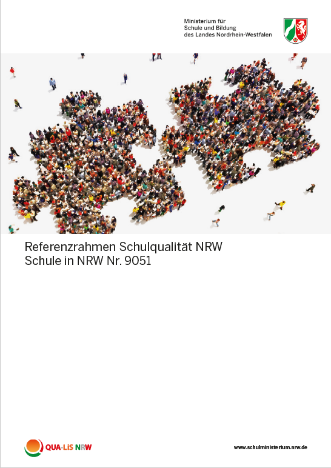 Ministerium für
Schule und Bildung
des Landes Nordrhein-Westfalen
Referenzrahmen Schulqualität NRW
Schule in NRW Nr. 9051
QUA-LiS NRW
www.schulministerium.nrw.de